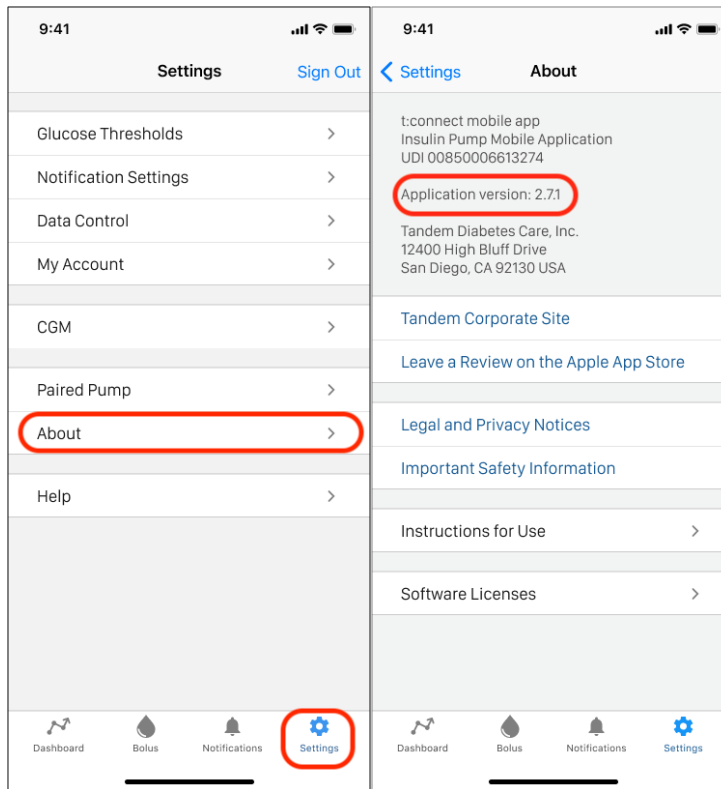 9:41
Settings
Sign Out
Glucose Thresholds
Notification Settings
Data Control
My Account
CGM
Paired Pump
About
Help
Dashboard
Bolus
Notifications
Settings
9:41
Settings
About
t:connect mobile app
Insulin Pump Mobile Application
UDI 00850006613274
Application version: 2.7.1
Tandem Diabetes Care, Inc.
12400 High Bluff Drive
San Diego, CA 92130 USA
Tandem Corporate Site
Leave a Review on the Apple App Store
Legal and Privacy Notices
Important Safety Information
Instructions for Use
Software Licenses
Dashboard
Bolus
Notifications
Settings